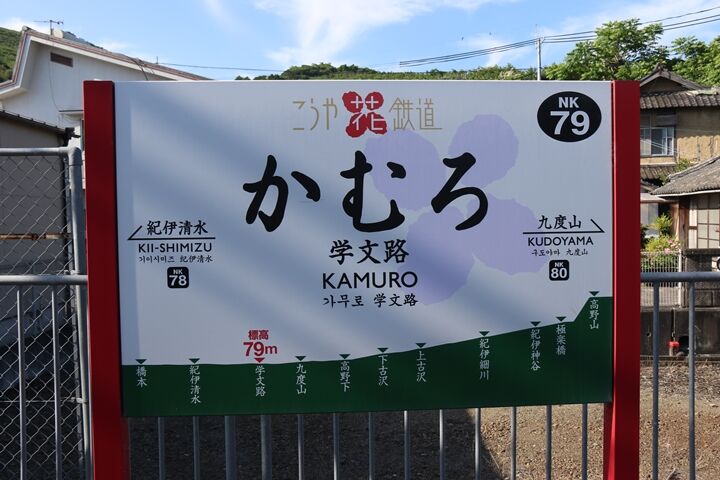 こうや花鉄道
NK
79
かむろ
学文路
KAMURO
가무로 学文路
紀伊清水
KII-SHIMIZU
기이시미즈 紀伊清水
NK
78
九度山
KUDOYAMA
구도야마 九度山
NK
80
標高
79m
橋本
紀伊清水
学文路
九度山
高野下
下古沢
上古沢
紀伊細川
紀伊神谷
極楽橋
高野山